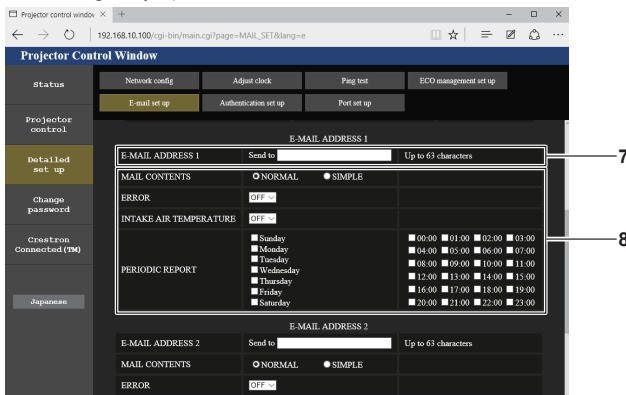 Projector control window
192.168.10.100/cgi-bin/main.cgi?page=MAIL_SET&lang=e
Projector Control Window
Status
Projector control
Detailed set up
Change password
Crestron Connected(TM)
Japanese
Network config Adjust clock Ping test ECO management set up
E-mail set up Authentication set up Port set up
E-MAIL ADDRESS 1
E-MAIL ADDRESS 1 Send to Up to 63 characters 7
MAIL CONTENTS NORMAL SIMPLE
ERROR OFF
INTAKE AIR TEMPERATURE OFF
8
PERIODIC REPORT
Sunday
Monday
Tuesday
Wednesday
Thursday
Friday
Saturday
00:00 01:00 02:00 03:00
04:00 05:00 06:00 07:00
08:00 09:00 10:00 11:00
12:00 13:00 14:00 15:00
16:00 17:00 18:00 19:00
20:00 21:00 22:00 23:00
E-MAIL ADDRESS 2
E-MAIL ADDRESS 2 Send to Up to 63 characters
MAIL CONTENTS NORMAL SIMPLE
ERROR OFF